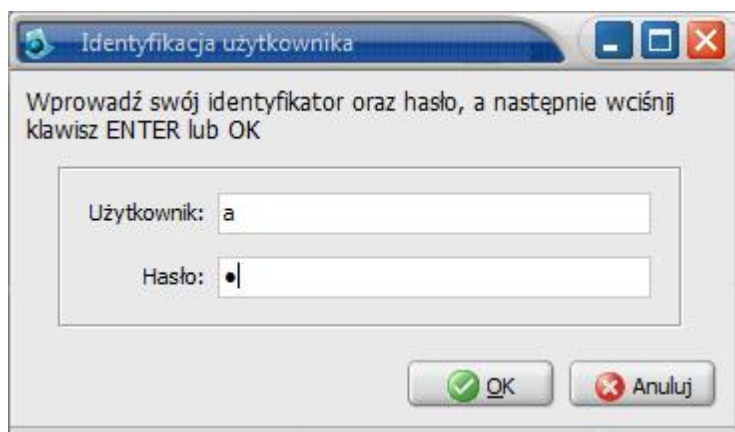 Identyfikacja użytkownika
Wprowadź swój identyfikator oraz hasło, a następnie wciśnij
klawisz ENTER lub OK
Użytkownik: a
Hasło: •
OK Anuluj